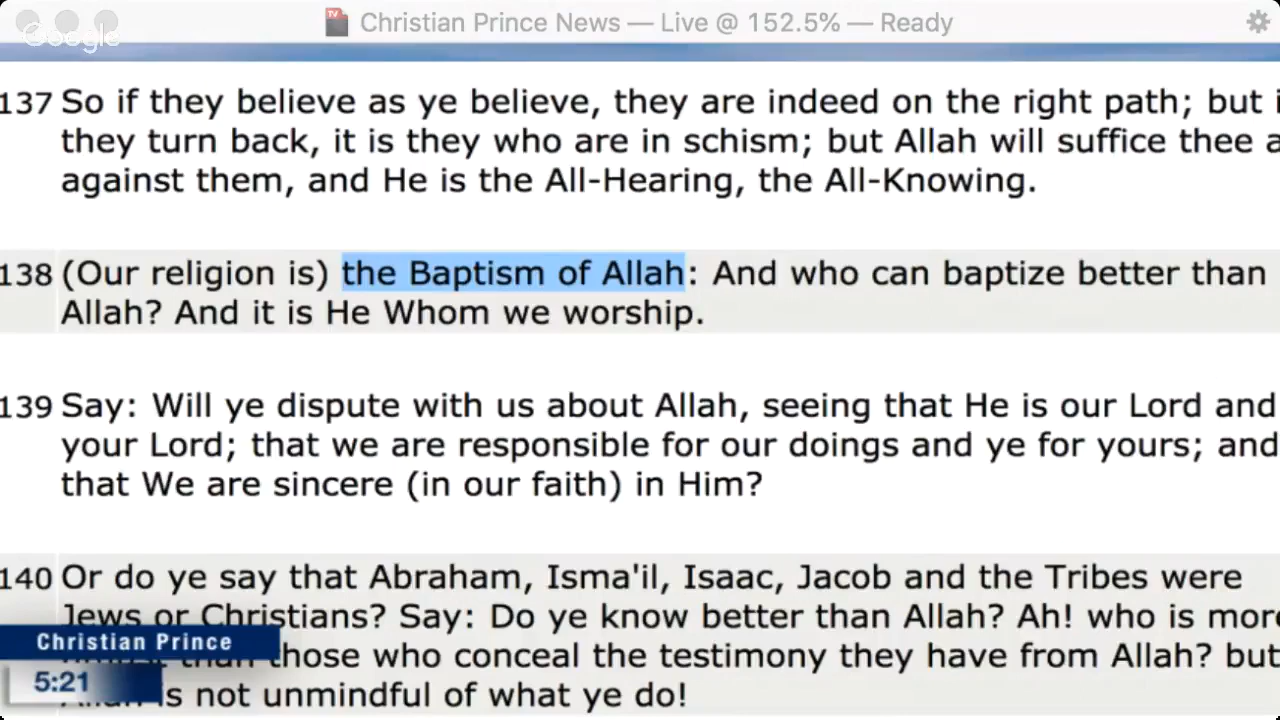 Christian Prince News — Live @ 152.5% — Ready
Google
137 So if they believe as ye believe, they are indeed on the right path; but
they turn back, it is they who are in schism; but Allah will suffice thee
against them, and He is the All-Hearing, the All-Knowing.
138 (Our religion is) the Baptism of Allah: And who can baptize better than
Allah? And it is He Whom we worship.
139 Say: Will ye dispute with us about Allah, seeing that He is our Lord and
your Lord; that we are responsible for our doings and ye for yours; and
that We are sincere (in our faith) in Him?
140 Or do ye say that Abraham, Isma'il, Isaac, Jacob and the Tribes were
Jews or Christians? Say: Do ye know better than Allah? Ah! who is more
than those who conceal the testimony they have from Allah? but
Allah is not unmindful of what ye do!
Christian Prince
5:21